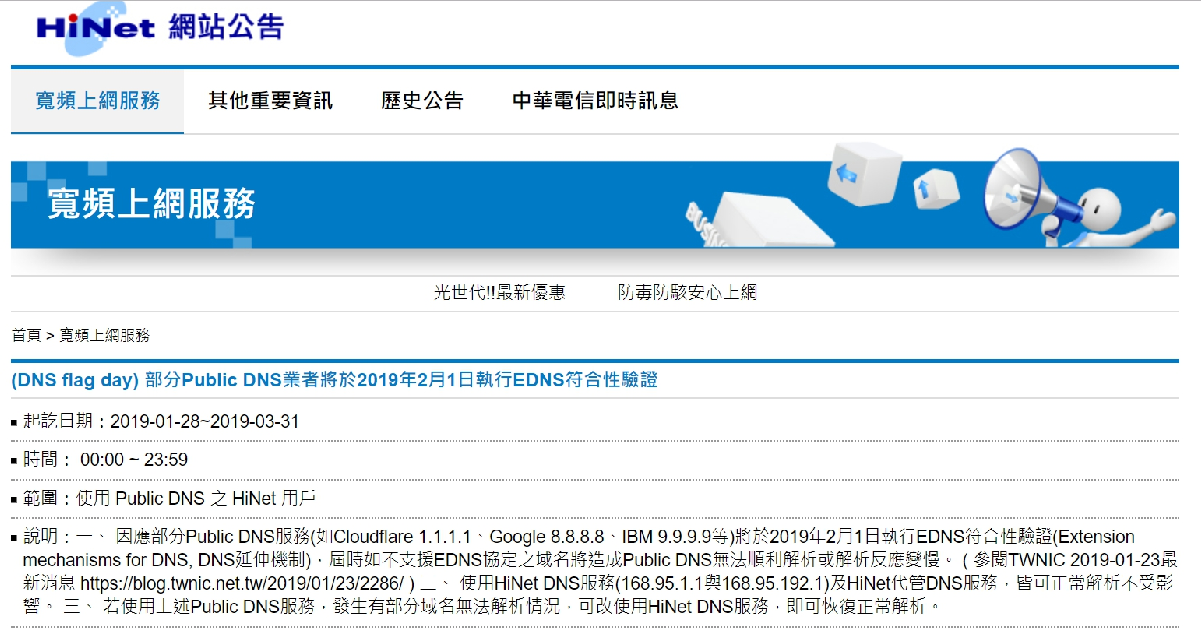 HiNet 網站公告
寬頻上網服務 其他重要資訊 歷史公告 中華電信即時訊息
寬頻上網服務
BUSIN
光世代!!最新優惠 防毒防駭安心上網
首頁 > 寬頻上網服務
(DNS flag day) 部分Public DNS業者將於2019年2月1日執行EDNS符合性驗證
▪ 起訖日期：2019-01-28~2019-03-31
▪ 時間： 00:00 ~ 23:59
▪ 範圍：使用 Public DNS 之 HiNet 用戶
▪ 說明：一、 因應部分Public DNS服務(如Cloudflare 1.1.1.1、Google 8.8.8.8、IBM 9.9.9.9等)將於2019年2月1日執行EDNS符合性驗證(Extension
mechanisms for DNS, DNS延伸機制)，屆時如不支援EDNS協定之域名將造成Public DNS無法順利解析或解析反應變慢。 ( 參閱TWNIC 2019-01-23最
新消息 https://blog.twnic.net.tw/2019/01/23/2286/ ) 二、 使用HiNet DNS服務(168.95.1.1與168.95.192.1)及HiNet代管DNS服務，皆可正常解析不受影
響。 三、 若使用上述Public DNS服務，發生有部分域名無法解析情況，可改使用HiNet DNS服務，即可恢復正常解析。